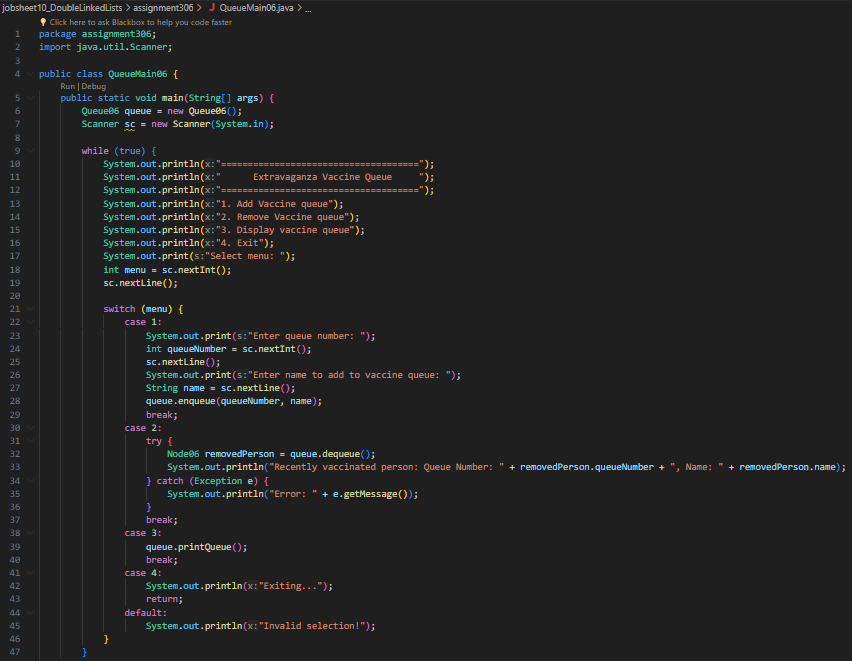 jobsheet10_DoubleLinkedLists > assignment306 > J QueueMain06.java > ...
Click here to ask Blackbox to help you code faster
1 package assignment306;
2 import java.util.Scanner;
3
4 public class QueueMain06 {
Run | Debug
5 public static void main(String[] args) {
6 Queue06 queue = new Queue06();
7 Scanner sc = new Scanner(System.in);
8
9 while (true) {
10 System.out.println(x:"=====================================");
11 System.out.println(x:"      Extravaganza Vaccine Queue     ");
12 System.out.println(x:"=====================================");
13 System.out.println(x:"1. Add Vaccine queue");
14 System.out.println(x:"2. Remove Vaccine queue");
15 System.out.println(x:"3. Display vaccine queue");
16 System.out.println(x:"4. Exit");
17 System.out.print(s:"Select menu: ");
18 int menu = sc.nextInt();
19 sc.nextLine();
20
21 switch (menu) {
22 case 1:
23 System.out.print(s:"Enter queue number: ");
24 int queueNumber = sc.nextInt();
25 sc.nextLine();
26 System.out.print(s:"Enter name to add to vaccine queue: ");
27 String name = sc.nextLine();
28 queue.enqueue(queueNumber, name);
29 break;
30 case 2:
31 try {
32 Node06 removedPerson = queue.dequeue();
33 System.out.println("Recently vaccinated person: Queue Number: " + removedPerson.queueNumber + ", Name: " + removedPerson.name);
34 } catch (Exception e) {
35 System.out.println("Error: " + e.getMessage());
36 }
37 break;
38 case 3:
39 queue.printQueue();
40 break;
41 case 4:
42 System.out.println(x:"Exiting...");
43 return;
44 default:
45 System.out.println(x:"Invalid selection!");
46 }
47 }